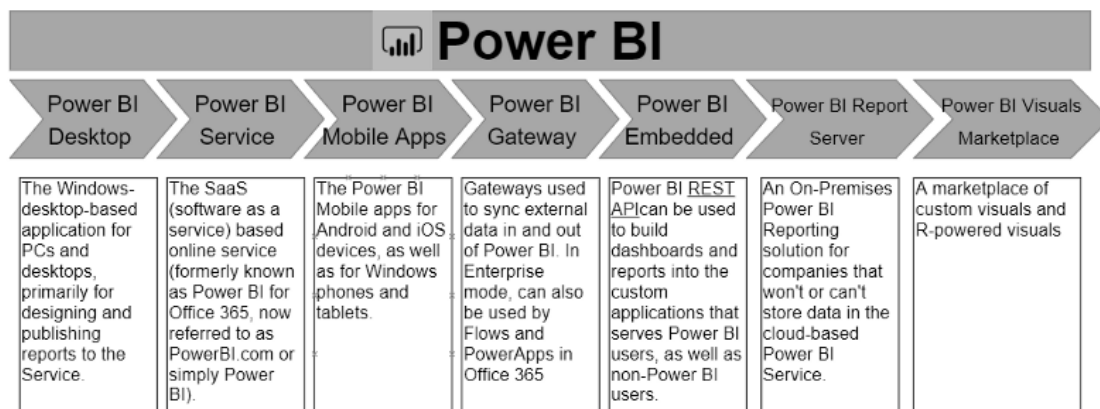 Power BI
Power BI
Desktop
Power BI
Service
Power BI
Mobile Apps
Power BI
Gateway
Power BI
Embedded
Power BI Report
Server
Power BI Visuals
Marketplace
The Windows-
desktop-based
application for
PCs and
desktops,
primarily for
designing and
publishing
reports to the
Service.
The SaaS
(software as a
service) based
online service
(formerly known
as Power BI for
Office 365, now
referred to as
PowerBI.com or
simply Power
BI).
The Power BI
Mobile apps for
Android and iOS
devices, as well
as for Windows
phones and
tablets.
Gateways used
to sync external
data in and out
of Power BI. In
Enterprise
mode, can also
be used by
Flows and
PowerApps in
Office 365
Power BI REST
APIcan be used
to build
dashboards and
reports into the
custom
applications that
serves Power BI
users, as well as
non-Power BI
users.
An On-Premises
Power BI
Reporting
solution for
companies that
won't or can't
store data in the
cloud-based
Power BI
Service.
A marketplace of
custom visuals and
R-powered visuals